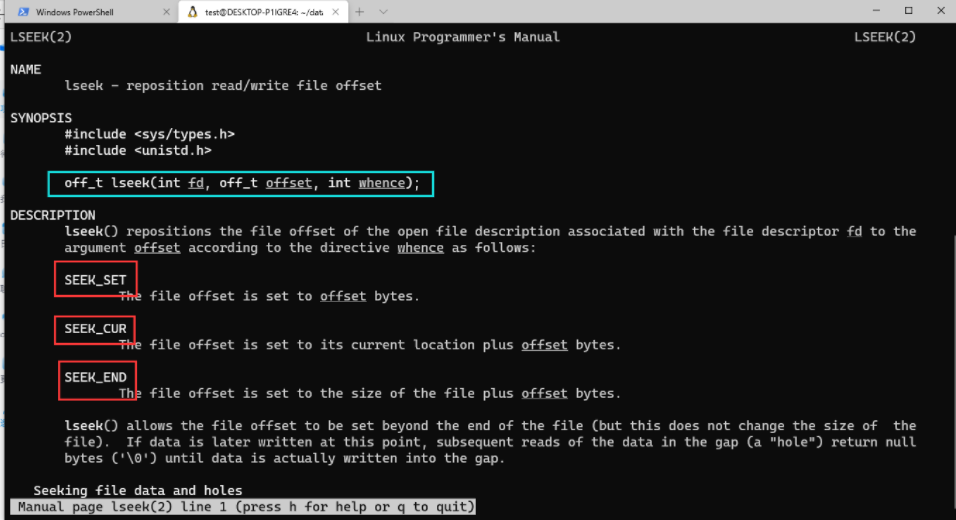 Windows PowerShell
test@DESKTOP-P1IGRE4: ~/data
LSEEK(2) Linux Programmer's Manual LSEEK(2)
NAME
lseek - reposition read/write file offset
SYNOPSIS
#include <sys/types.h>
#include <unistd.h>
off_t lseek(int fd, off_t offset, int whence);
DESCRIPTION
lseek() repositions the file offset of the open file description associated with the file descriptor fd to the
argument offset according to the directive whence as follows:
SEEK_SET
The file offset is set to offset bytes.
SEEK_CUR
The file offset is set to its current location plus offset bytes.
SEEK_END
The file offset is set to the size of the file plus offset bytes.
lseek() allows the file offset to be set beyond the end of the file (but this does not change the size of the
file). If data is later written at this point, subsequent reads of the data in the gap (a "hole") return null
bytes ('\0') until data is actually written into the gap.
Seeking file data and holes
Manual page lseek(2) line 1 (press h for help or q to quit)